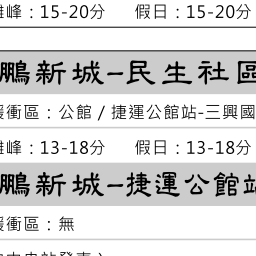 離峰：15-20分　假日：15-20分
鵬新城-民生社區
緩衝區：公館 / 捷運公館站-三興國
離峰：13-18分　假日：13-18分
鵬新城-捷運公館站
緩衝區：無